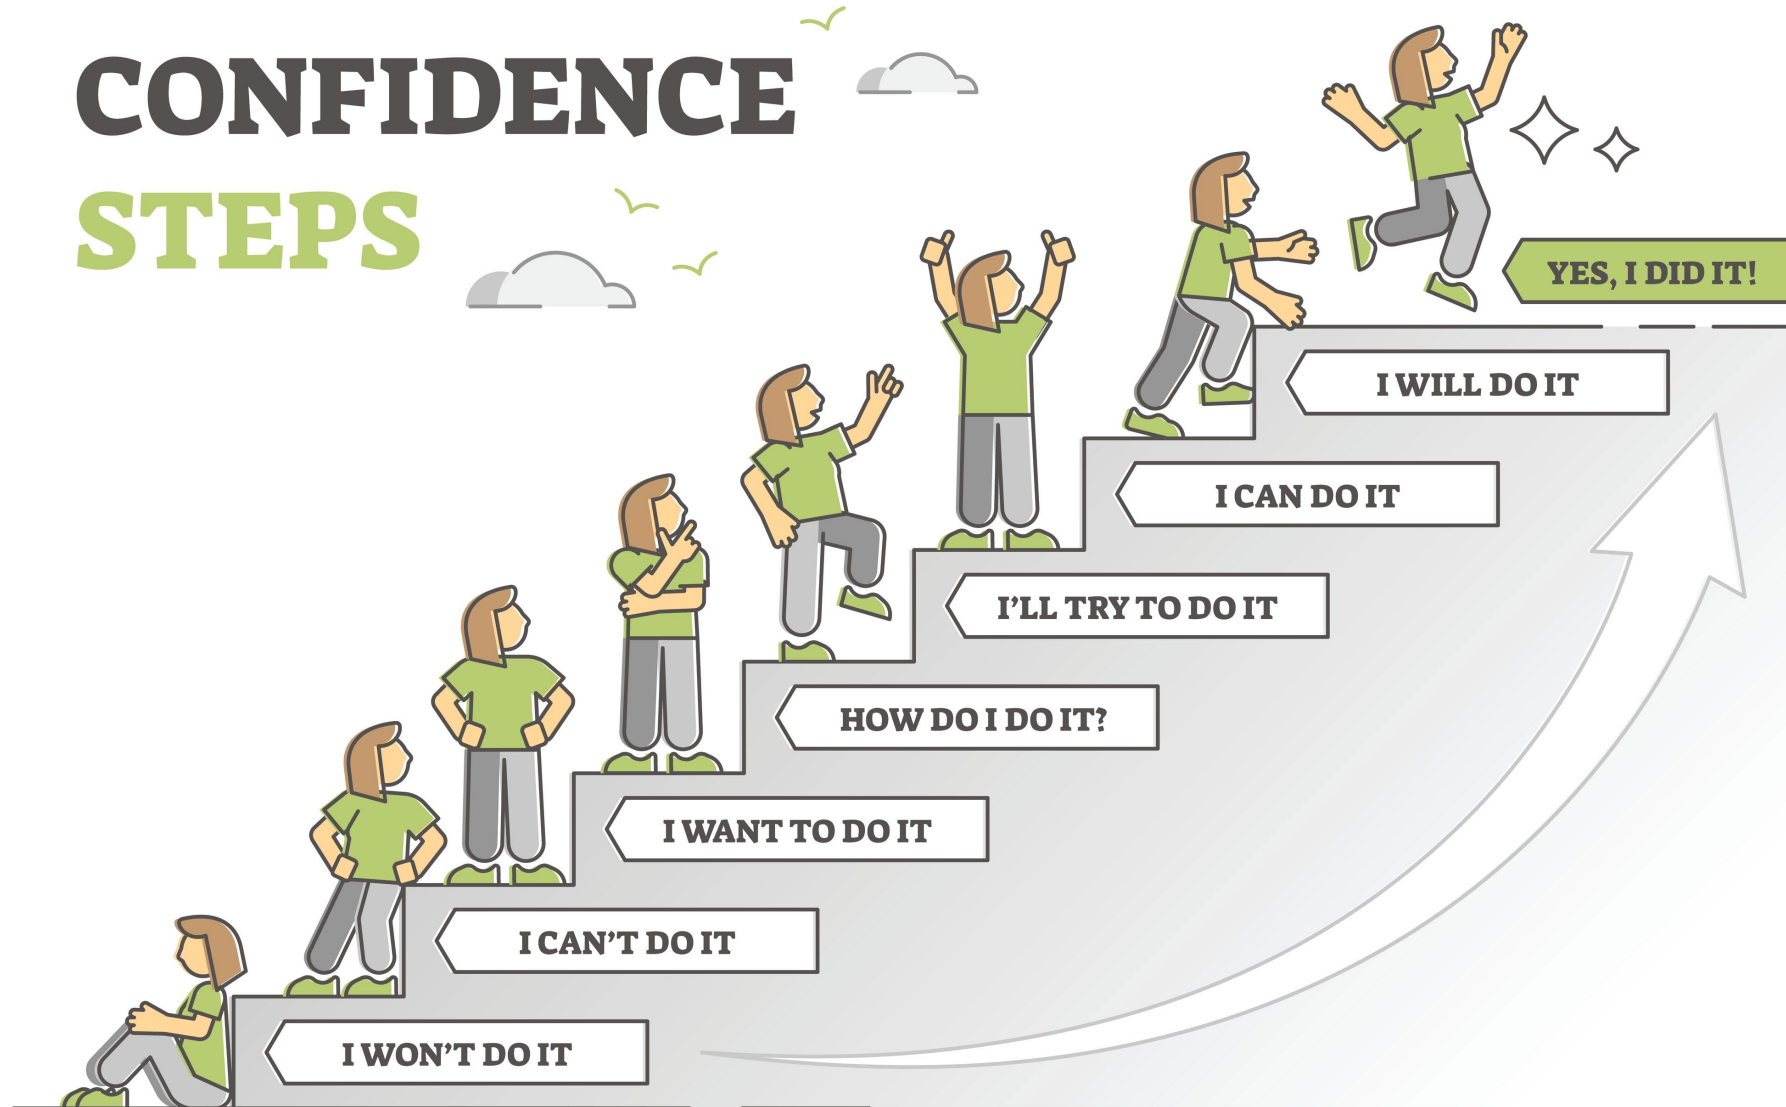 CONFIDENCE
STEPS
YES, I DID IT!
I WILL DO IT
I CAN DO IT
I'LL TRY TO DO IT
HOW DO I DO IT?
I WANT TO DO IT
I CAN'T DO IT
I WON'T DO IT